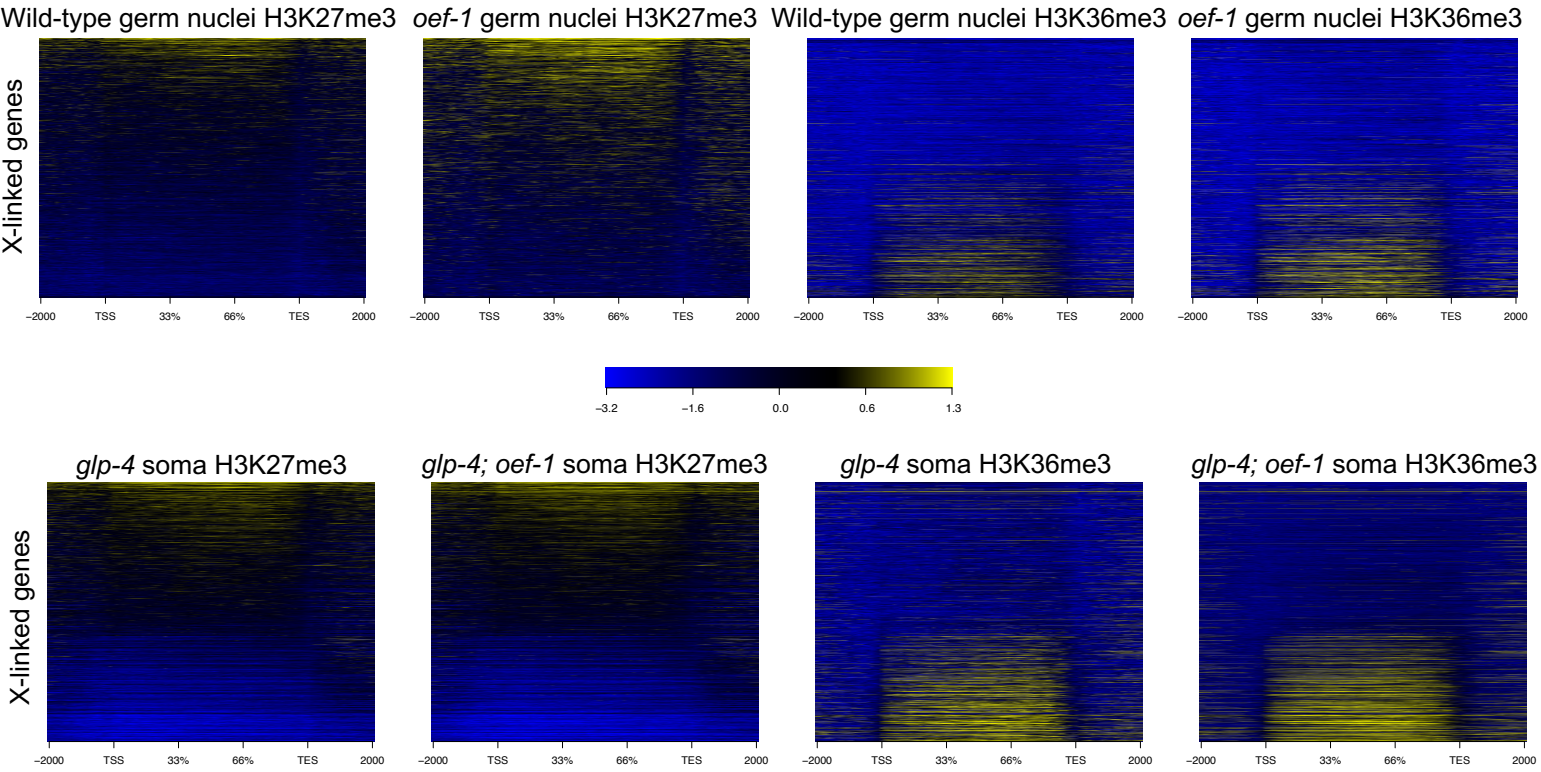 Wild-type germ nuclei H3K27me3 oef-1 germ nuclei H3K27me3 Wild-type germ nuclei H3K36me3 oef-1 germ nuclei H3K36me3
X-linked genes
−2000 TSS 33% 66% TES 2000 −2000 TSS 33% 66% TES 2000 −2000 TSS 33% 66% TES 2000 −2000 TSS 33% 66% TES 2000
−3.2 −1.6 0.0 0.6 1.3
glp-4 soma H3K27me3 glp-4; oef-1 soma H3K27me3 glp-4 soma H3K36me3 glp-4; oef-1 soma H3K36me3
X-linked genes
−2000 TSS 33% 66% TES 2000 −2000 TSS 33% 66% TES 2000 −2000 TSS 33% 66% TES 2000 −2000 TSS 33% 66% TES 2000